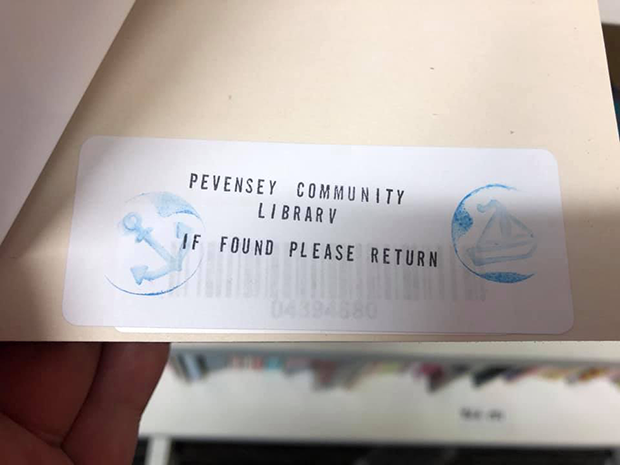 PEVENSEY COMMUNITY
LIBRARV
IF FOUND PLEASE RETURN